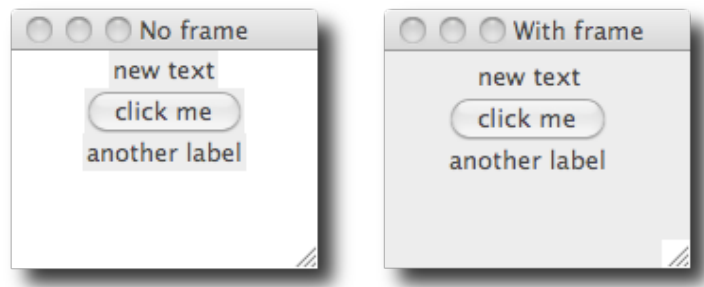 No frame
new text
click me
another label
With frame
new text
click me
another label